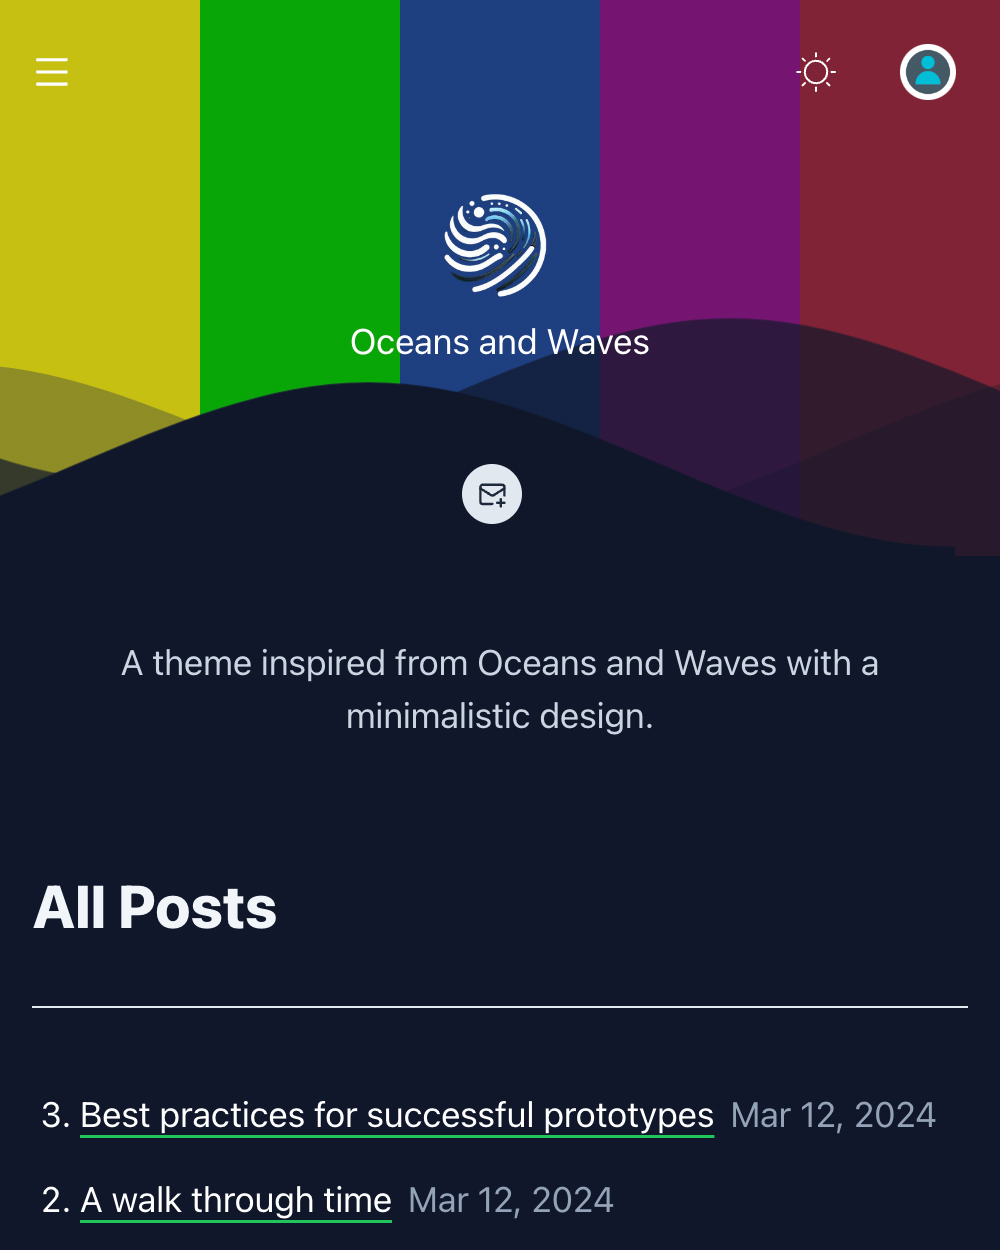 Oceans and Waves
A theme inspired from Oceans and Waves with a
minimalistic design.
All Posts
3. Best practices for successful prototypes Mar 12, 2024
2. A walk through time Mar 12, 2024